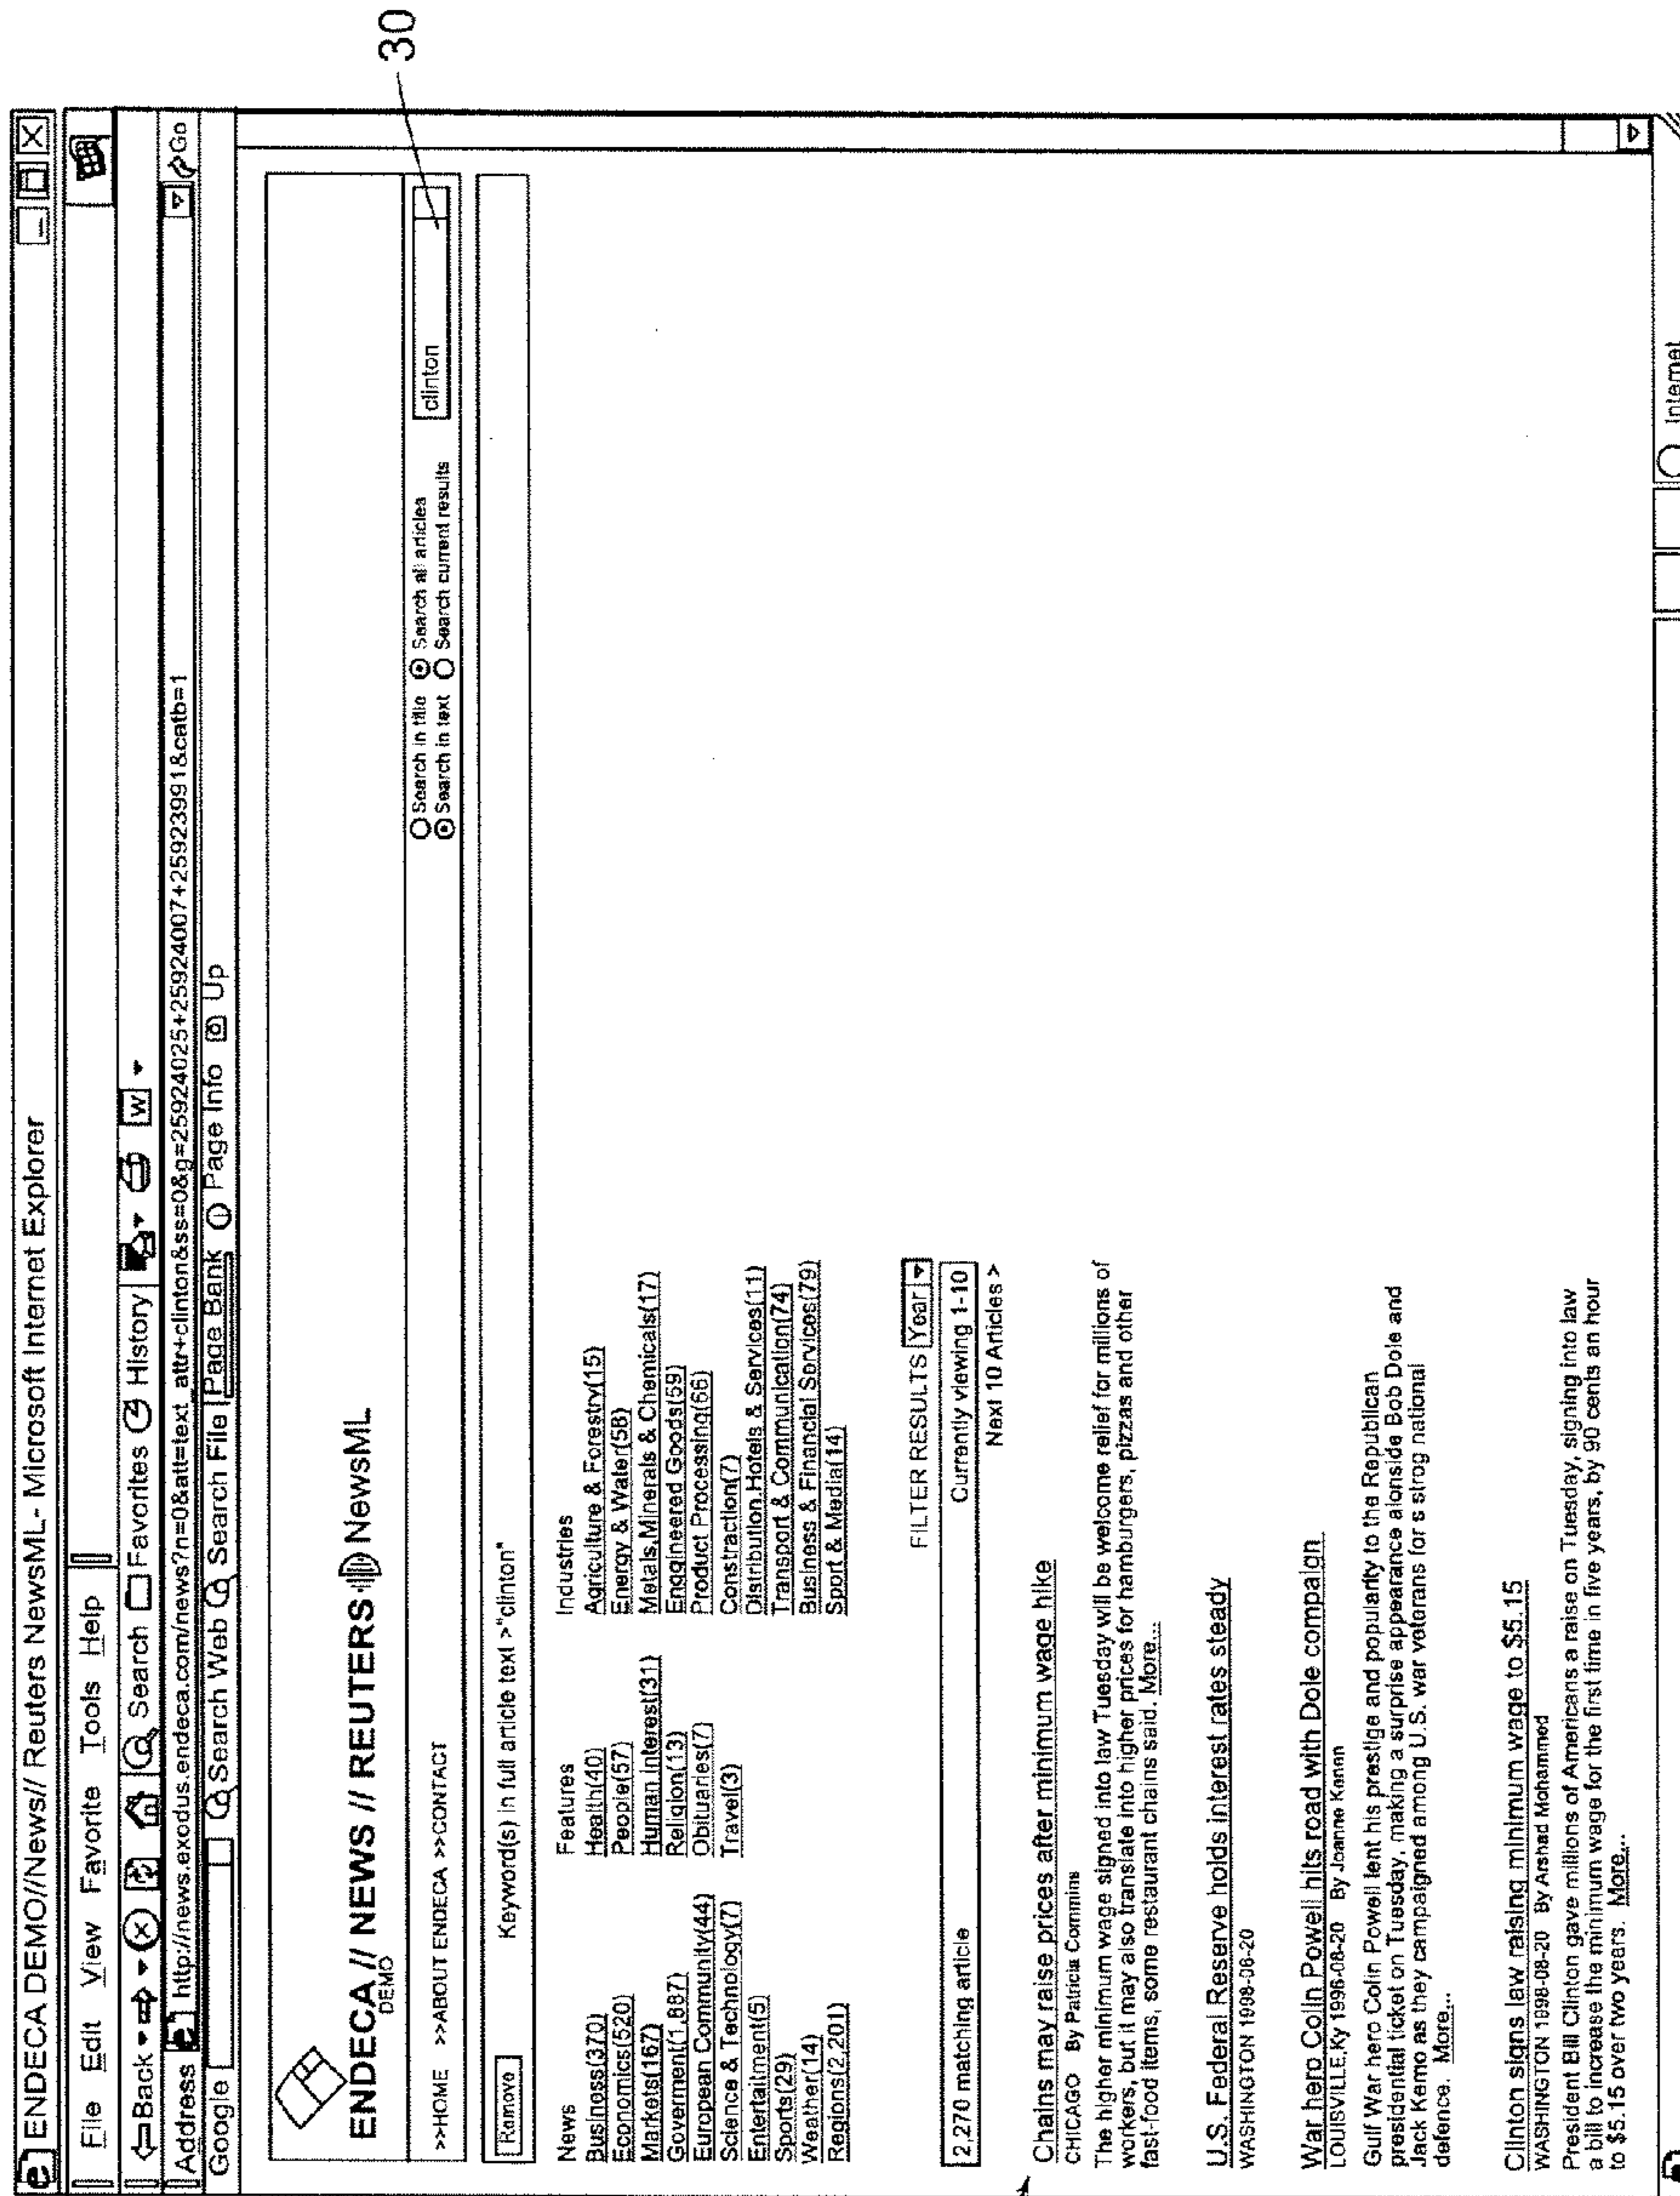 ENDECA DEMO//News// Reuters NewsML - Microsoft Internet Explorer
File Edit View Favorite Tools Help
Back Search Favorites History W
Address http://news.exodus.endeca.com/news?n=0&att=text_attr+clinton&ss=0&g=25924025+25924007+25923991&catb=1 Go
Google Search Web Search File Page Bank Page Info Up
30
ENDECA // NEWS // REUTERS NewsML
DEMO
>>HOME >>ABOUT ENDECA >>CONTACT
Search in title Search all articles
Search in text Search current results
clinton
Remove Keyword(s) in full article text >"clinton"
News
Business(370)
Economics(520)
Markets(167)
Goverment(1,887)
European Community(44)
Science & Technology(7)
Entertailment(5)
Sports(29)
Weather(14)
Regions(2,201)
Features
Health(40)
People(57)
Human interest(31)
Religion(13)
Obituaries(7)
Travel(3)
Industries
Agriculture & Forestry(15)
Energy & Water(58)
Metals,Minerals & Chemicals(17)
Enggineered Goods(59)
Product Processing(66)
Constraction(7)
Distribution,Hotels & Services(11)
Transport & Communication(74)
Business & Financial Services(79)
Sport & Media(14)
FILTER RESULTS Year
2,270 matching article Currently viewing 1-10
Next 10 Articles >
Chains may raise prices after minimum wage hike
CHICAGO By Patricia Commins
The higher minimum wage signed into law Tuesday will be welcome relief for millions of
workers, but it may also translate into higher prices for hamburgers, pizzas and other
fast-food items, some restaurant chains said. More...
U.S. Federal Reserve holds interest rates steady
WASHINGTON 1998-08-20
War hero Colin Powell hits road with Dole compaign
LOUISVILLE,Ky 1996-08-20 By Joanne Kenen
Gulf War hero Colin Powell lent his prestige and popularity to the Republican
presidential ticket on Tuesday, making a surprise appearance alonside Bob Dole and
Jack Kemo as they campaigned among U.S. war veterans for s strog national
defence. More...
Clinton signs law raising minimum wage to $5.15
WASHINGTON 1998-08-20 By Arshad Mohammed
President Bill Clinton gave millions of Americans a raise on Tuesday, signing into law
a bill to increase the minimum wage for the first time in five years, by 90 cents an hour
to $5.15 over two years. More...
Internet